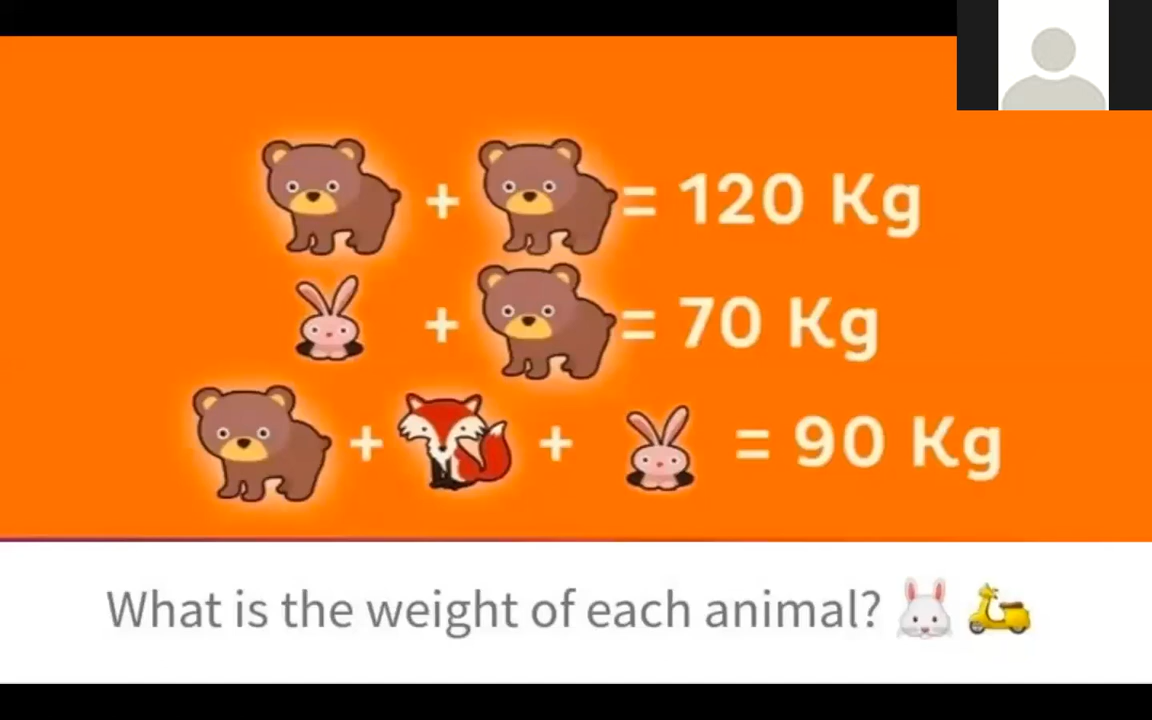 + = 120 Kg
+ = 70 Kg
+ + = 90 Kg
What is the weight of each animal? 🐰 🛵